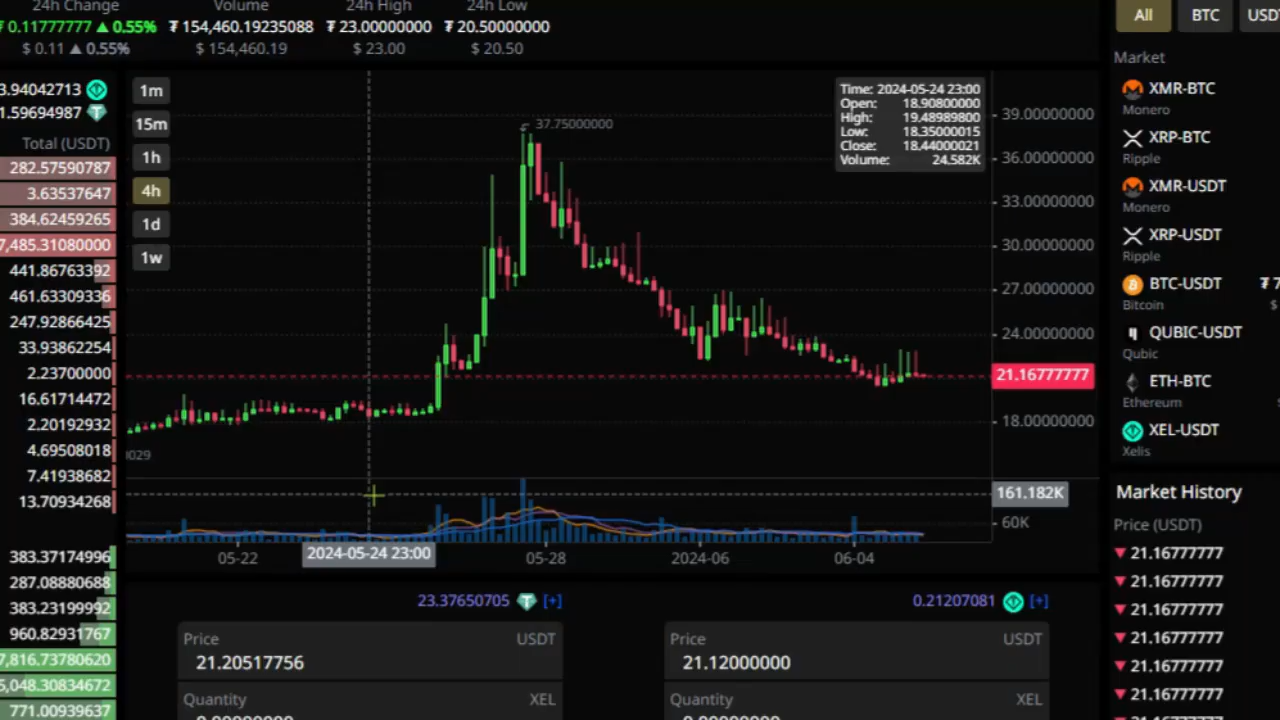 24h Change Volume 24h High 24h Low
₮ 0.11777777 ▲ 0.55% ₮ 154,460.19235088 ₮ 23.00000000 ₮ 20.50000000
$ 0.11 ▲ 0.55% $ 154,460.19 $ 23.00 $ 20.50
3.94042713
1.59694987
Total (USDT)
282.57590787
3.63537647
384.62459265
7,485.31080000
441.86763392
461.63309336
247.92866425
33.93862254
2.23700000
16.61714472
2.20192932
4.69508018
7.41938682
13.70934268
383.37174996
287.08880688
383.23199992
960.82931767
7,816.73780620
5,048.30834672
771.00939637
1m
15m
1h
4h
1d
1w
37.75000000
Time: 2024-05-24 23:00
Open: 18.90800000
High: 19.48989800
Low: 18.35000015
Close: 18.44000021
Volume: 24.582K
39.00000000
36.00000000
33.00000000
30.00000000
27.00000000
24.00000000
21.16777777
18.00000000
0029
161.182K
60K
05-22 2024-05-24 23:00 05-28 2024-06 06-04
23.37650705 [+]
Price USDT
21.20517756
Quantity XEL
0.21207081 [+]
Price USDT
21.12000000
Quantity XEL
All BTC USD
Market
XMR-BTC
Monero
XRP-BTC
Ripple
XMR-USDT
Monero
XRP-USDT
Ripple
BTC-USDT ₮ 7
Bitcoin $
QUBIC-USDT
Qubic
ETH-BTC
Ethereum
XEL-USDT
Xelis
Market History
Price (USDT)
▼ 21.16777777
▼ 21.16777777
▼ 21.16777777
▼ 21.16777777
▼ 21.16777777
▼ 21.16777777